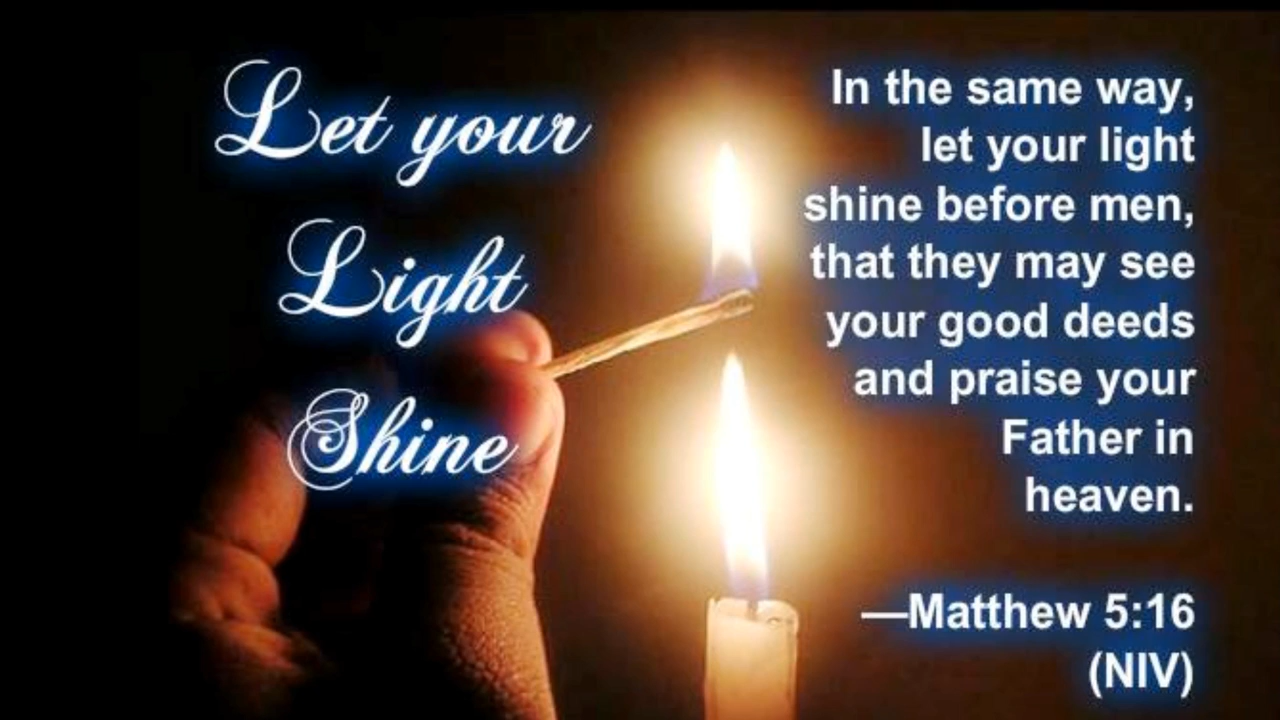 Let your
Light
Shine
In the same way,
let your light
shine before men,
that they may see
your good deeds
and praise your
Father in
heaven.
—Matthew 5:16
(NIV)